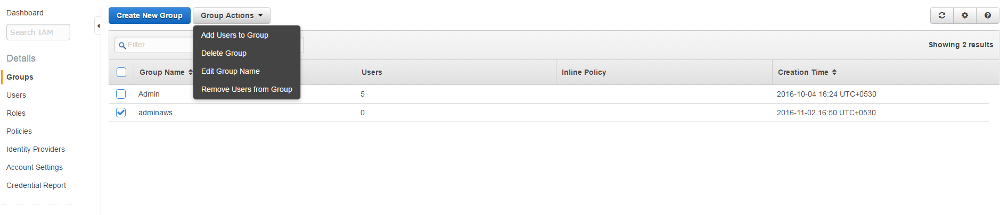 Dashboard
Search IAM
Details
Groups
Users
Roles
Policies
Identity Providers
Account Settings
Credential Report
Create New Group
Group Actions
Add Users to Group
Delete Group
Edit Group Name
Remove Users from Group
Filter
Showing 2 results
Group Name Users Inline Policy Creation Time
Admin 5 2016-10-04 16:24 UTC+0530
adminaws 0 2016-11-02 16:50 UTC+0530